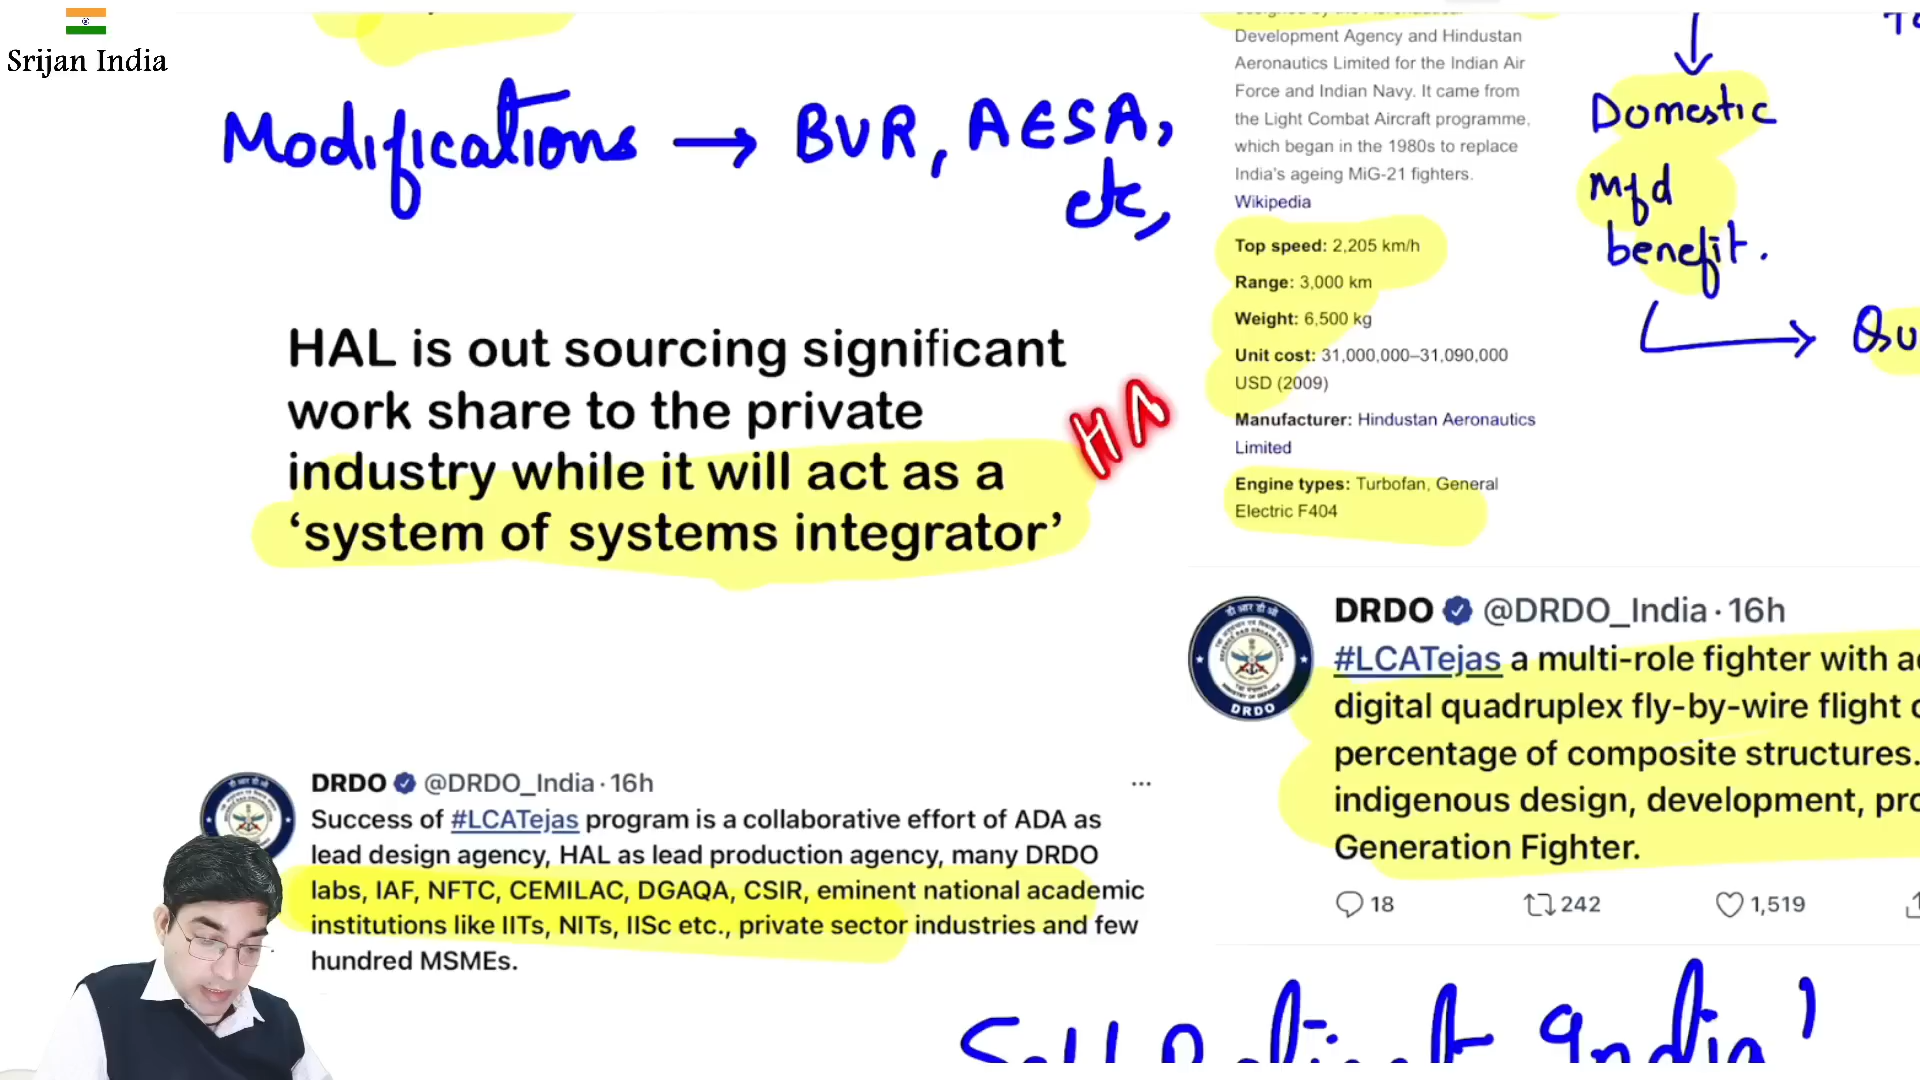 Srijan India
Modifications → BVR, AESA,
etc,
HAL is out sourcing significant
work share to the private
industry while it will act as a
‘system of systems integrator’
HA
DRDO @DRDO_India · 16h
Success of #LCATejas program is a collaborative effort of ADA as
lead design agency, HAL as lead production agency, many DRDO
labs, IAF, NFTC, CEMILAC, DGAQA, CSIR, eminent national academic
institutions like IITs, NITs, IISc etc., private sector industries and few
hundred MSMEs.
Development Agency and Hindustan
Aeronautics Limited for the Indian Air
Force and Indian Navy. It came from
the Light Combat Aircraft programme,
which began in the 1980s to replace
India's ageing MiG-21 fighters.
Wikipedia
Top speed: 2,205 km/h
Range: 3,000 km
Weight: 6,500 kg
Unit cost: 31,000,000–31,090,000
USD (2009)
Manufacturer: Hindustan Aeronautics
Limited
Engine types: Turbofan, General
Electric F404
Domestic
Mfd
benefit.
DRDO @DRDO_India · 16h
#LCATejas a multi-role fighter with
digital quadruplex fly-by-wire flight
percentage of composite structures.
indigenous design, development,
Generation Fighter.
18 242 1,519
DRDO
India'